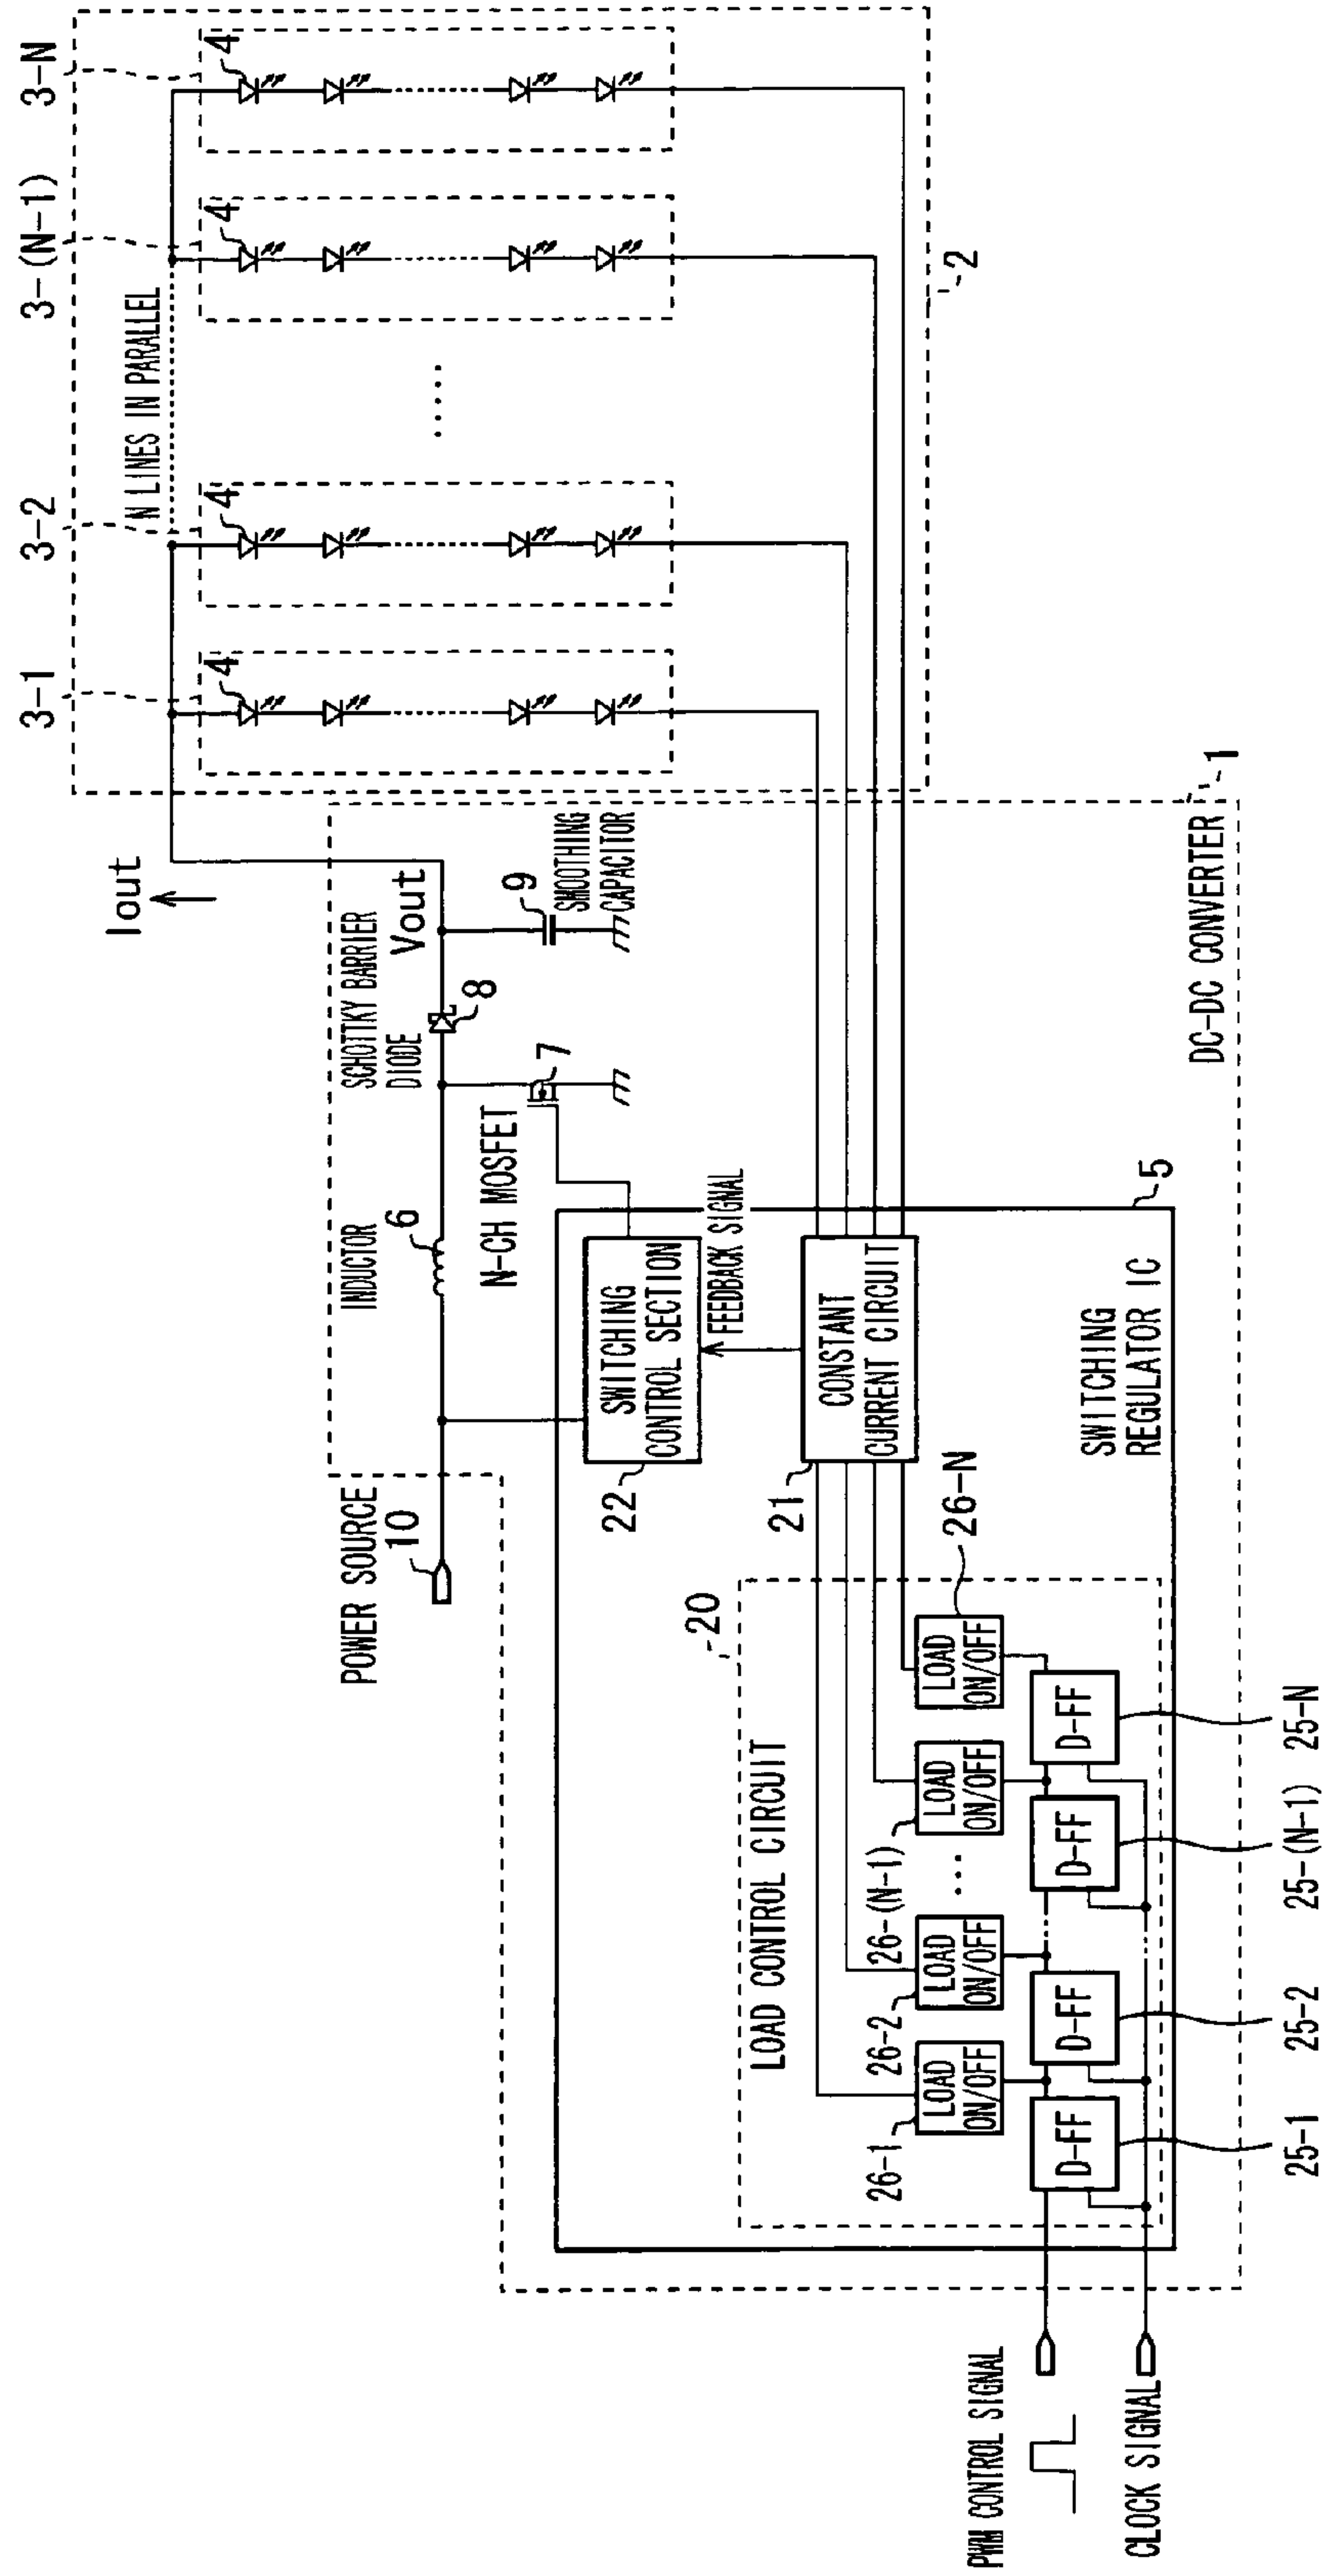 3-1
3-2
3-(N-1)
3-N
4
4
4
4
N LINES IN PARALLEL
2
Iout
Vout
POWER SOURCE
10
INDUCTOR
6
SCHOTTKY BARRIER
DIODE
8
9
SMOOTHING
CAPACITOR
N-CH MOSFET
7
SWITCHING
CONTROL SECTION
22
FEEDBACK SIGNAL
CONSTANT
CURRENT CIRCUIT
21
SWITCHING
REGULATOR IC
5
DC-DC CONVERTER
1
20
LOAD CONTROL CIRCUIT
26-1
26-2
26-(N-1)
26-N
LOAD
ON/OFF
LOAD
ON/OFF
LOAD
ON/OFF
LOAD
ON/OFF
D-FF
D-FF
D-FF
D-FF
25-1
25-2
25-(N-1)
25-N
PWM CONTROL SIGNAL
CLOCK SIGNAL